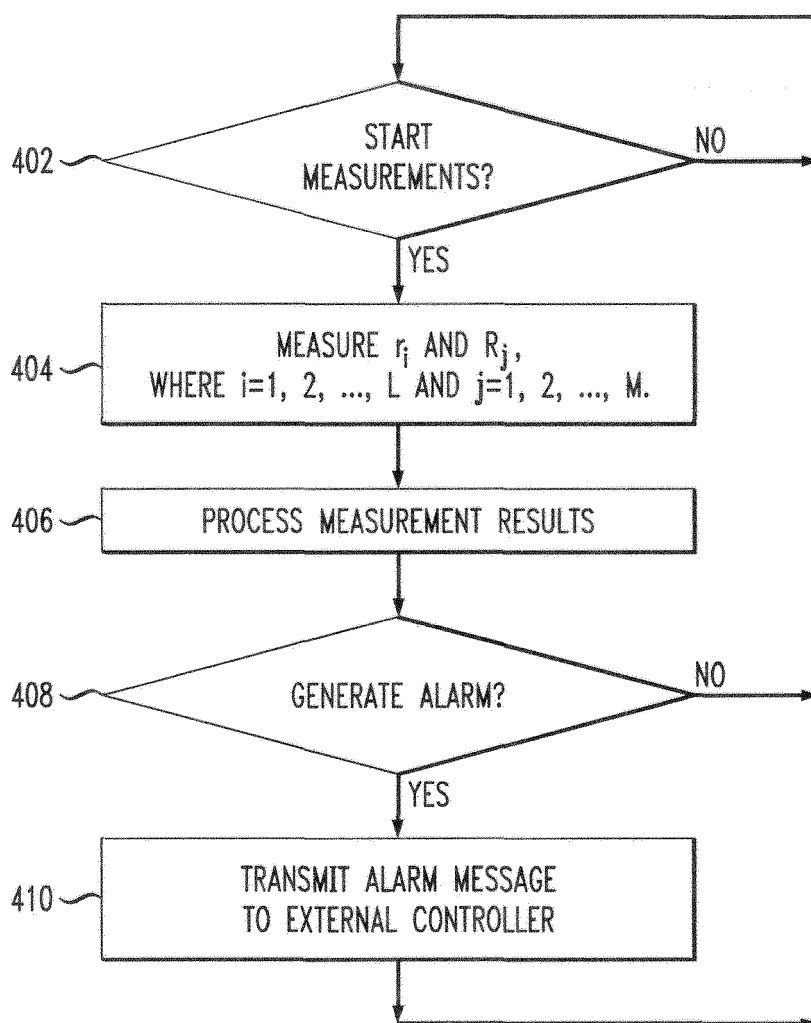 START
402
MEASUREMENTS?
NO
YES
MEASURE r_i AND R_j,
404
WHERE i=1, 2, ..., L AND j=1, 2, ..., M.
406
PROCESS MEASUREMENT RESULTS
408
GENERATE ALARM?
NO
YES
410
TRANSMIT ALARM MESSAGE
TO EXTERNAL CONTROLLER